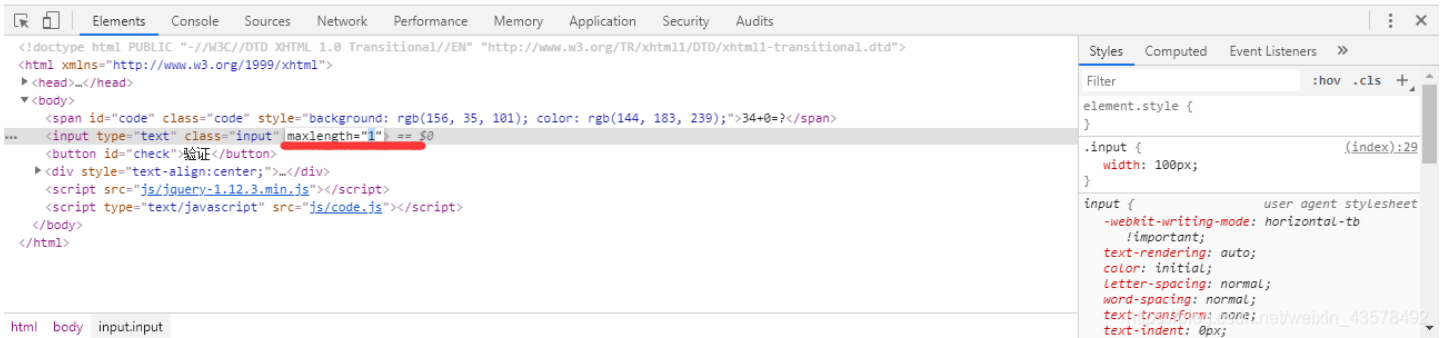 Elements Console Sources Network Performance Memory Application Security Audits
<!doctype html PUBLIC "-//W3C//DTD XHTML 1.0 Transitional//EN" "http://www.w3.org/TR/xhtml1/DTD/xhtml1-transitional.dtd">
<html xmlns="http://www.w3.org/1999/xhtml">
<head>…</head>
<body>
<span id="code" class="code" style="background: rgb(156, 35, 101); color: rgb(144, 183, 239);">34+0=?</span>
<input type="text" class="input" maxlength="1"> == $0
<button id="check">验证</button>
<div style="text-align:center;">…</div>
<script src="js/jquery-1.12.3.min.js"></script>
<script type="text/javascript" src="js/code.js"></script>
</body>
</html>
html body input.input
Styles Computed Event Listeners »
Filter :hov .cls +
element.style {
}
.input { (index):29
width: 100px;
}
input { user agent stylesheet
-webkit-writing-mode: horizontal-tb
!important;
text-rendering: auto;
color: initial;
letter-spacing: normal;
word-spacing: normal;
text-transform: none;
text-indent: 0px;